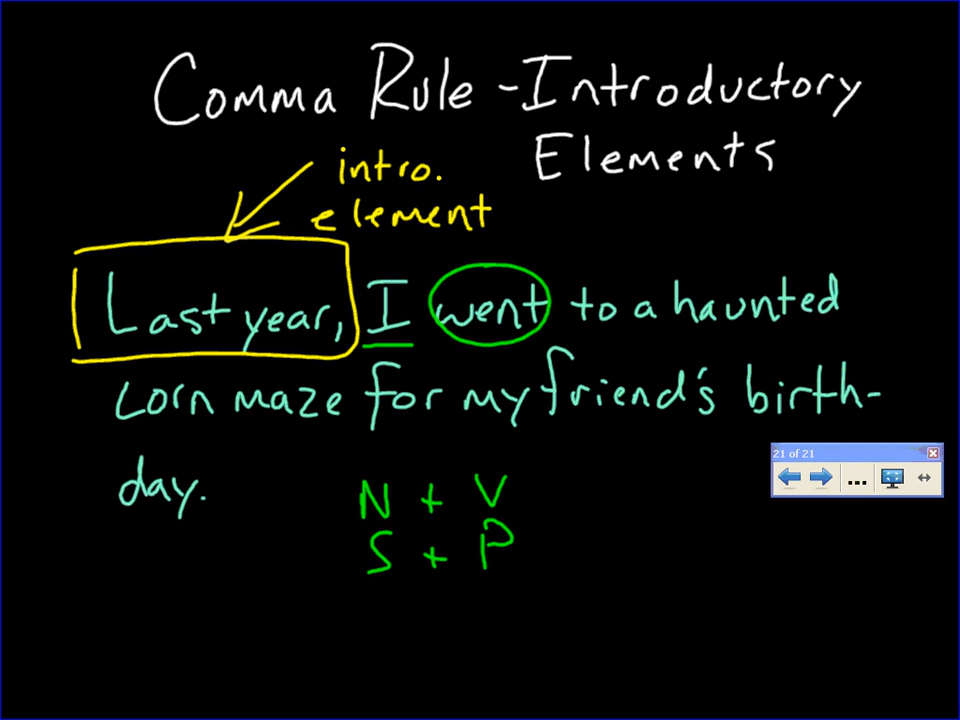 Comma Rule - Introductory
Elements
intro.
element
Last year, I went to a haunted
corn maze for my friend's birth-
day.
N + V
S + P
21 of 21
...